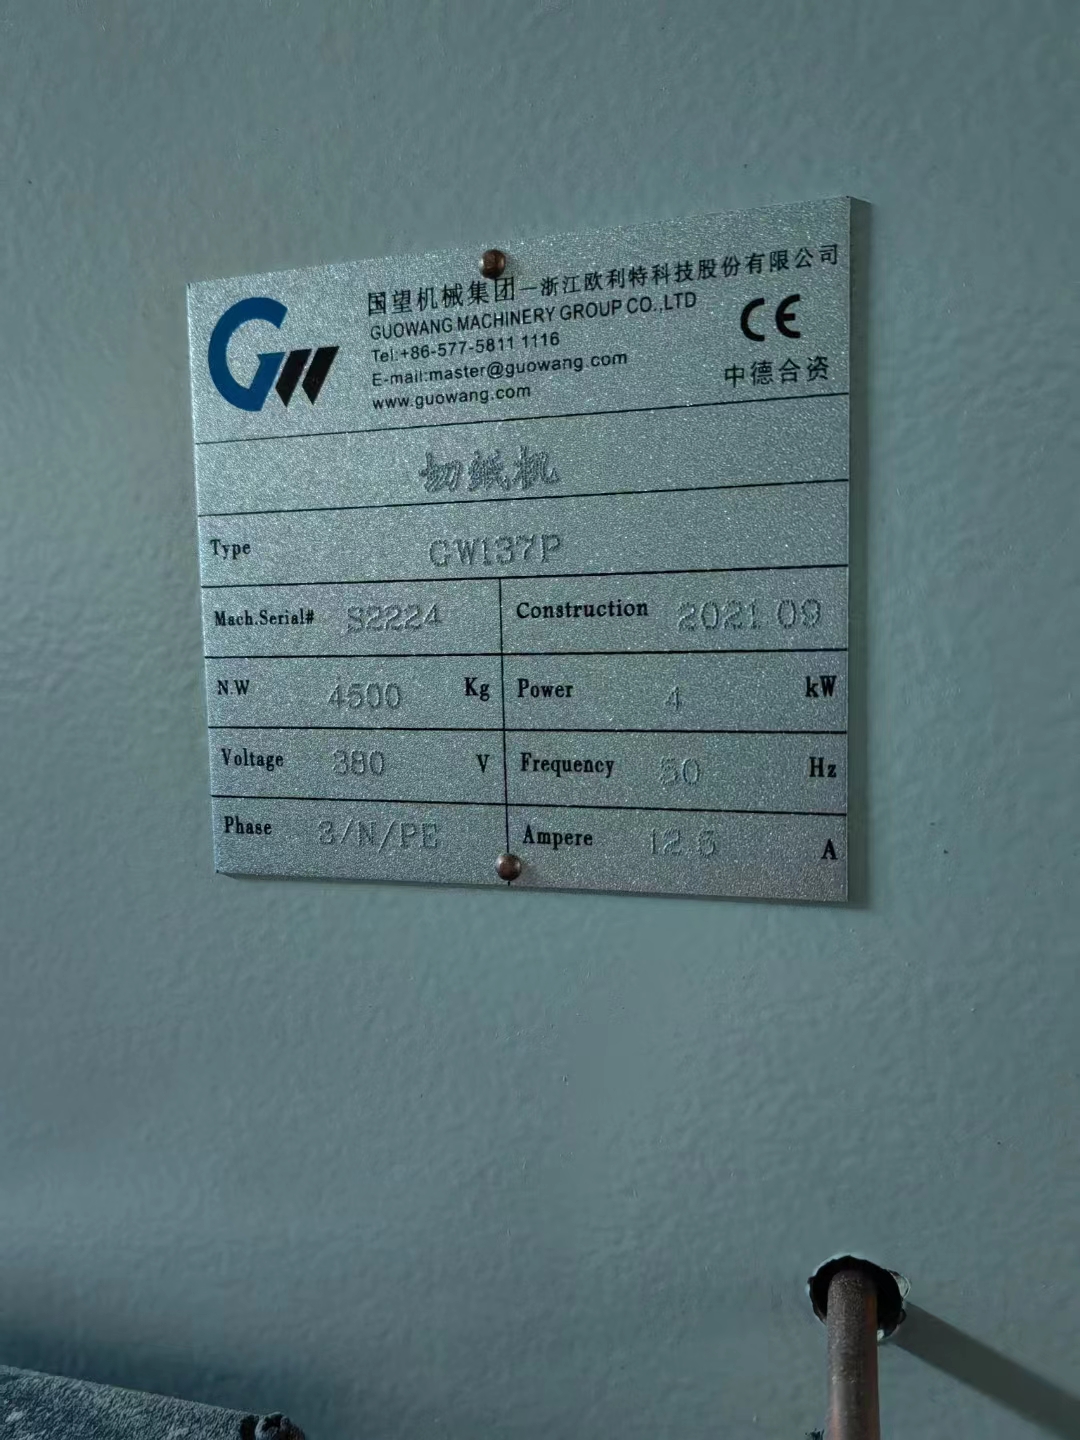 GW
国望机械集团—浙江欧利特科技股份有限公司
GUOWANG MACHINERY GROUP CO.,LTD
Tel:+86-577-5811 1116
E-mail:master@guowang.com
www.guowang.com
CE
中德合资
切纸机
Type GW137P
Mach.Serial# S2224 Construction 2021 09
N.W 4500 Kg Power 4 kW
Voltage 380 V Frequency 50 Hz
Phase 3/N/PE Ampere 12.6 A